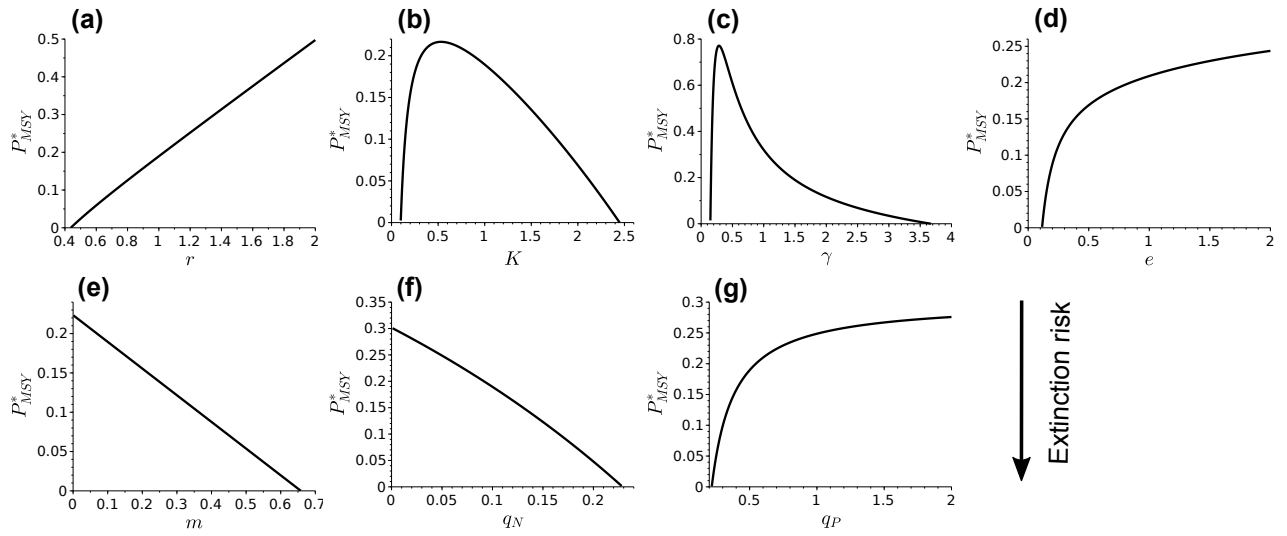 (a)
0.5
0.4
0.3
0.2
0.1
0
P*MSY
0.4 0.6 0.8 1 1.2 1.4 1.6 1.8 2
r
(b)
0.2
0.15
0.1
0.05
0
P*MSY
0 0.5 1 1.5 2 2.5
K
(c)
0.8
0.6
0.4
0.2
0
P*MSY
0 0.5 1 1.5 2 2.5 3 3.5 4
γ
(d)
0.25
0.2
0.15
0.1
0.05
0
P*MSY
0 0.5 1 1.5 2
e
(e)
0.2
0.15
0.1
0.05
0
P*MSY
0 0.1 0.2 0.3 0.4 0.5 0.6 0.7
m
(f)
0.35
0.3
0.25
0.2
0.15
0.1
0.05
0
P*MSY
0 0.05 0.1 0.15 0.2
qN
(g)
0.35
0.3
0.25
0.2
0.15
0.1
0.05
0
P*MSY
0.5 1 1.5 2
qP
Extinction risk